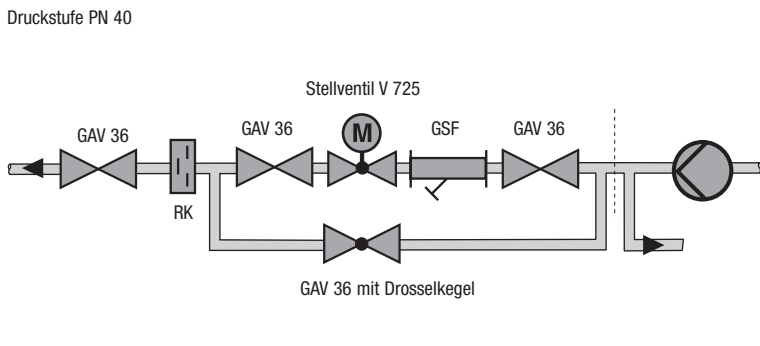 Druckstufe PN 40
Stellventil V 725
GAV 36
GAV 36
M
GSF
GAV 36
RK
GAV 36 mit Drosselkegel